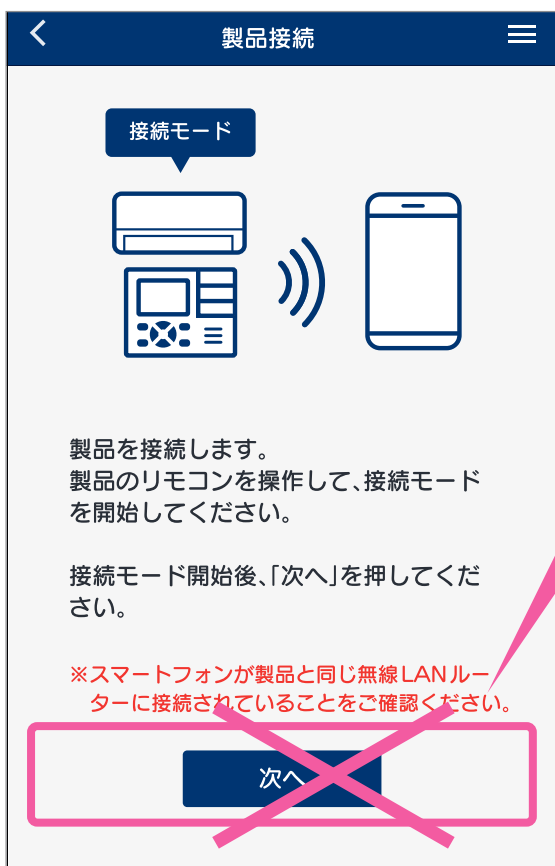 製品接続
接続モード
製品を接続します。
製品のリモコンを操作して、接続モード
を開始してください。
接続モード開始後、「次へ」を押してくだ
さい。
※スマートフォンが製品と同じ無線LANルー
ターに接続されていることをご確認ください。
次へ